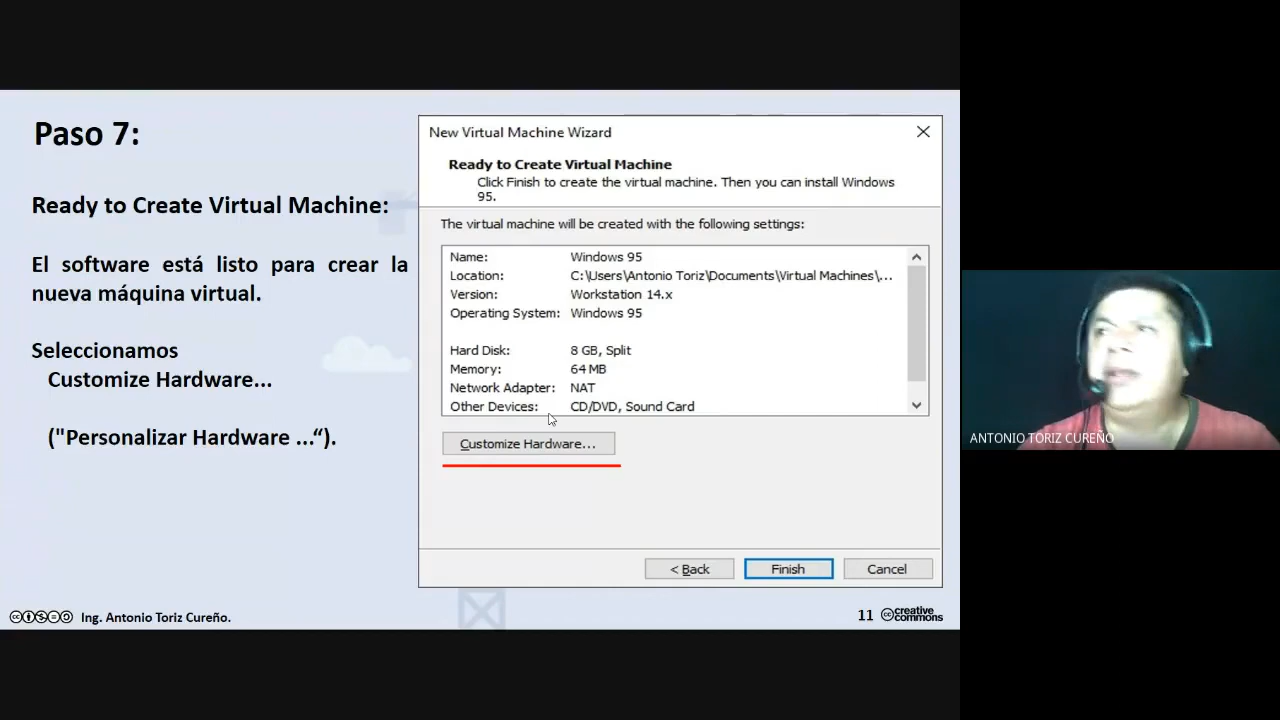 Paso 7:
Ready to Create Virtual Machine:
El software está listo para crear la
nueva máquina virtual.
Seleccionamos
Customize Hardware...
("Personalizar Hardware ...“).
New Virtual Machine Wizard
Ready to Create Virtual Machine
Click Finish to create the virtual machine. Then you can install Windows
95.
The virtual machine will be created with the following settings:
Name: Windows 95
Location: C:\Users\Antonio Toriz\Documents\Virtual Machines\...
Version: Workstation 14.x
Operating System: Windows 95
Hard Disk: 8 GB, Split
Memory: 64 MB
Network Adapter: NAT
Other Devices: CD/DVD, Sound Card
Customize Hardware...
< Back Finish Cancel
Ing. Antonio Toriz Cureño.
11
creative
commons
ANTONIO TORIZ CUREÑO